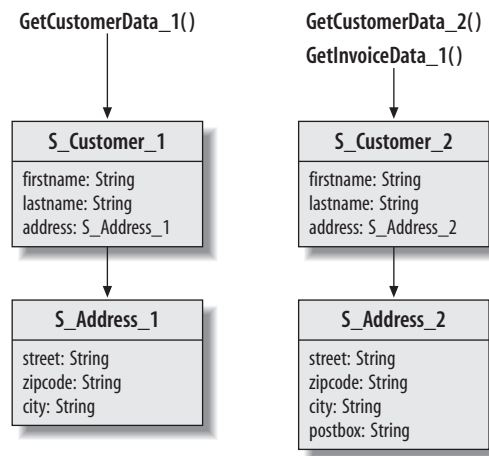 GetCustomerData_1()
S_Customer_1
firstname: String
lastname: String
address: S_Address_1
S_Address_1
street: String
zipcode: String
city: String
GetCustomerData_2()
GetInvoiceData_1()
S_Customer_2
firstname: String
lastname: String
address: S_Address_2
S_Address_2
street: String
zipcode: String
city: String
postbox: String